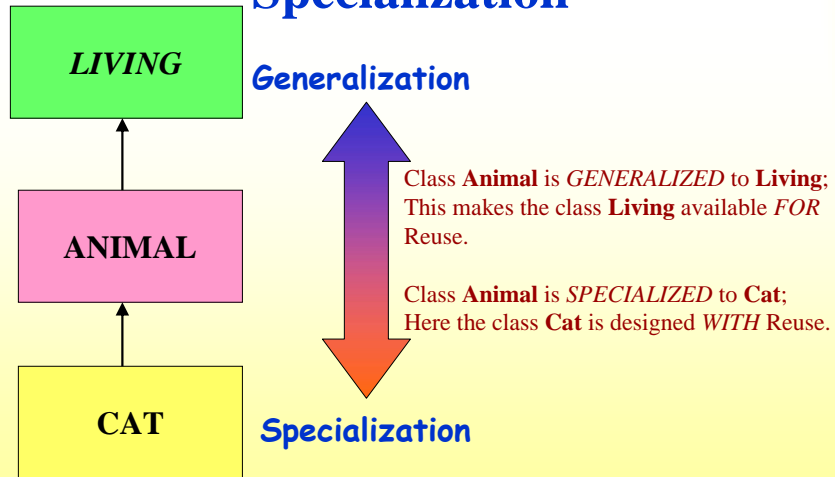 Specialization
LIVING
Generalization
Class Animal is GENERALIZED to Living;
This makes the class Living available FOR
Reuse.
ANIMAL
Class Animal is SPECIALIZED to Cat;
Here the class Cat is designed WITH Reuse.
CAT
Specialization